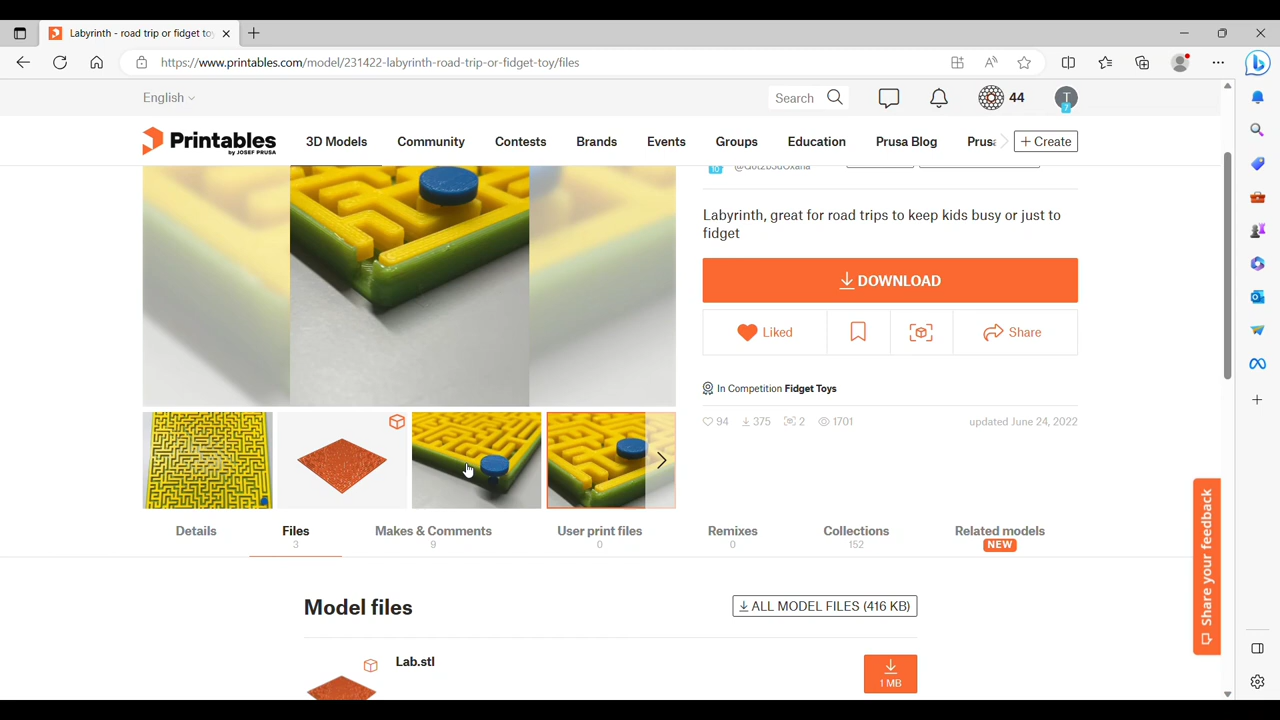 Labyrinth - road trip or fidget to
https://www.printables.com/model/231422-labyrinth-road-trip-or-fidget-toy/files
English
Search
44
T
7
Printables
by JOSEF PRUSA
3D Models
Community
Contests
Brands
Events
Groups
Education
Prusa Blog
Prusa
+ Create
10
Labyrinth, great for road trips to keep kids busy or just to
fidget
DOWNLOAD
Liked
Share
In Competition Fidget Toys
94
375
2
1701
updated June 24, 2022
Details
Files
3
Makes & Comments
9
User print files
0
Remixes
0
Collections
152
Related models
NEW
Share your feedback
Model files
ALL MODEL FILES (416 KB)
Lab.stl
1 MB